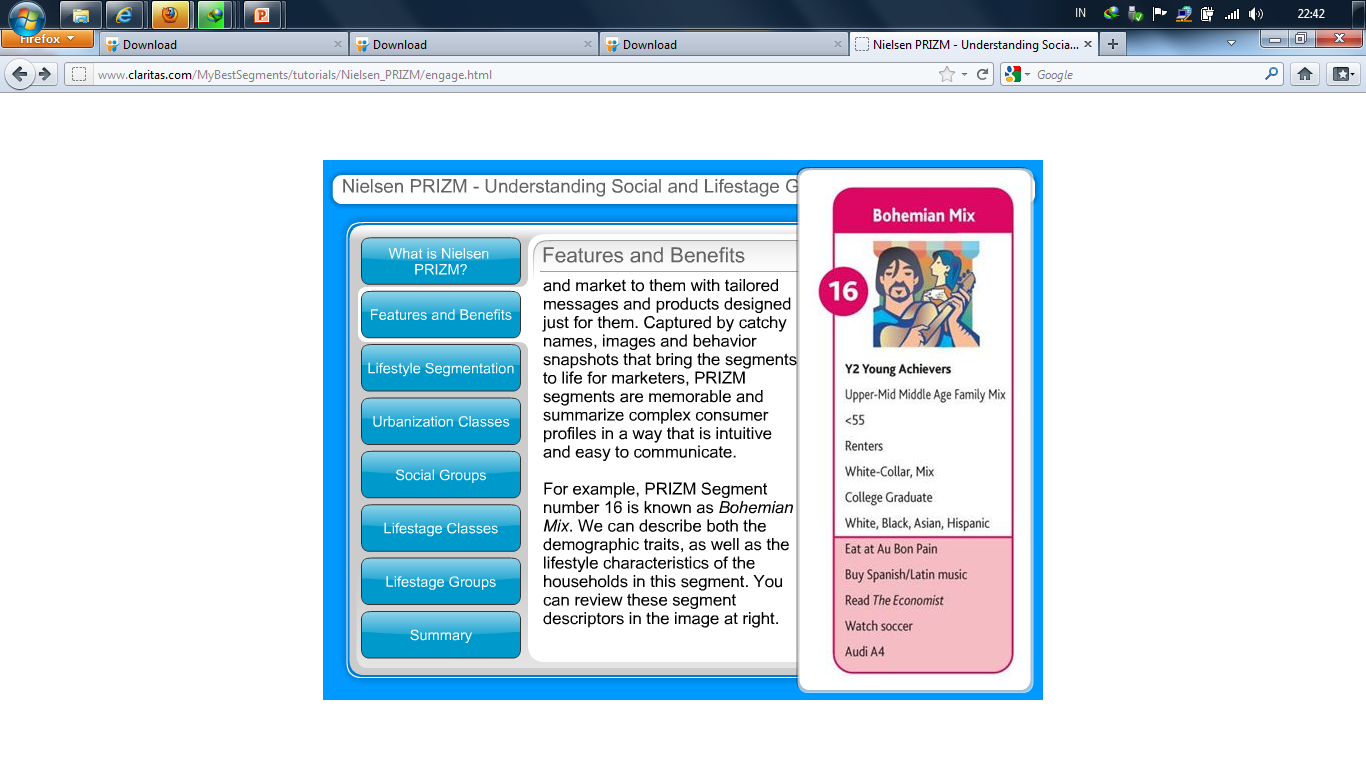 IN
22:42
Firefox
Download
Download
Download
Nielsen PRIZM - Understanding Socia...
www.claritas.com/MyBestSegments/tutorials/Nielsen_PRIZM/engage.html
Google
Nielsen PRIZM - Understanding Social and Lifestage G
What is Nielsen
PRIZM?
Features and Benefits
Lifestyle Segmentation
Urbanization Classes
Social Groups
Lifestage Classes
Lifestage Groups
Summary
Features and Benefits
and market to them with tailored
messages and products designed
just for them. Captured by catchy
names, images and behavior
snapshots that bring the segments
to life for marketers, PRIZM
segments are memorable and
summarize complex consumer
profiles in a way that is intuitive
and easy to communicate.
For example, PRIZM Segment
number 16 is known as Bohemian
Mix. We can describe both the
demographic traits, as well as the
lifestyle characteristics of the
households in this segment. You
can review these segment
descriptors in the image at right.
Bohemian Mix
16
Y2 Young Achievers
Upper-Mid Middle Age Family Mix
<55
Renters
White-Collar, Mix
College Graduate
White, Black, Asian, Hispanic
Eat at Au Bon Pain
Buy Spanish/Latin music
Read The Economist
Watch soccer
Audi A4